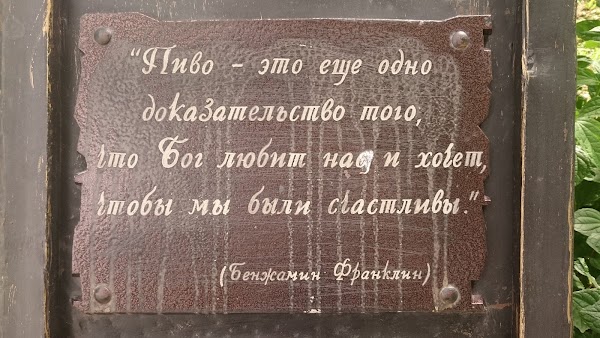 "Пиво - это еще одно
доказательство того,
что Бог любит нас и хочет,
чтобы мы были счастливы."
(Бенжамин Франклин)